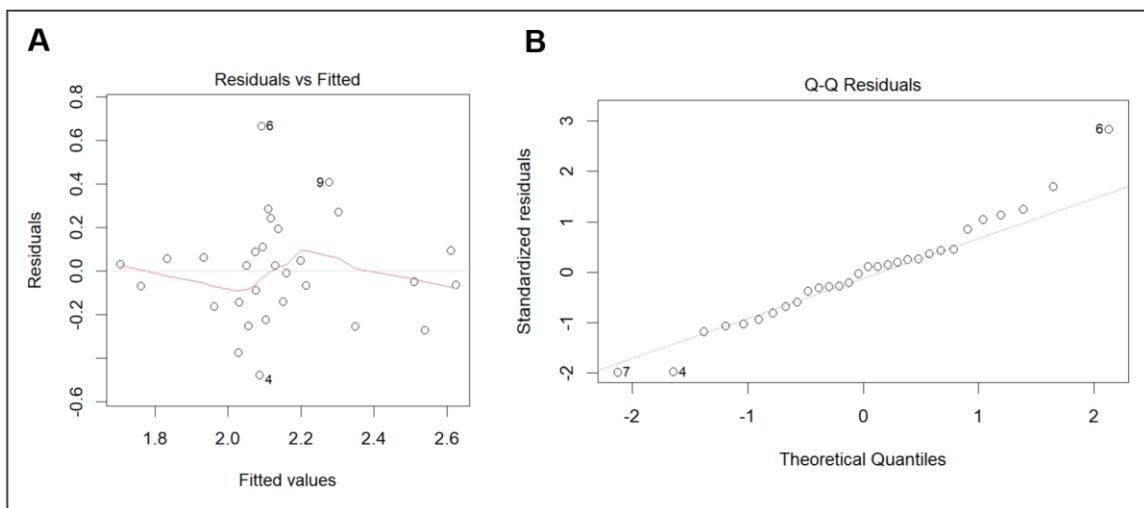 A
B
Residuals vs Fitted
Residuals
0.8
0.6
0.4
0.2
0.0
-0.2
-0.6
6
9
4
1.8 2.0 2.2 2.4 2.6
Fitted values
Q-Q Residuals
Standardized residuals
3
2
1
0
-1
-2
6
7
4
-2 -1 0 1 2
Theoretical Quantiles